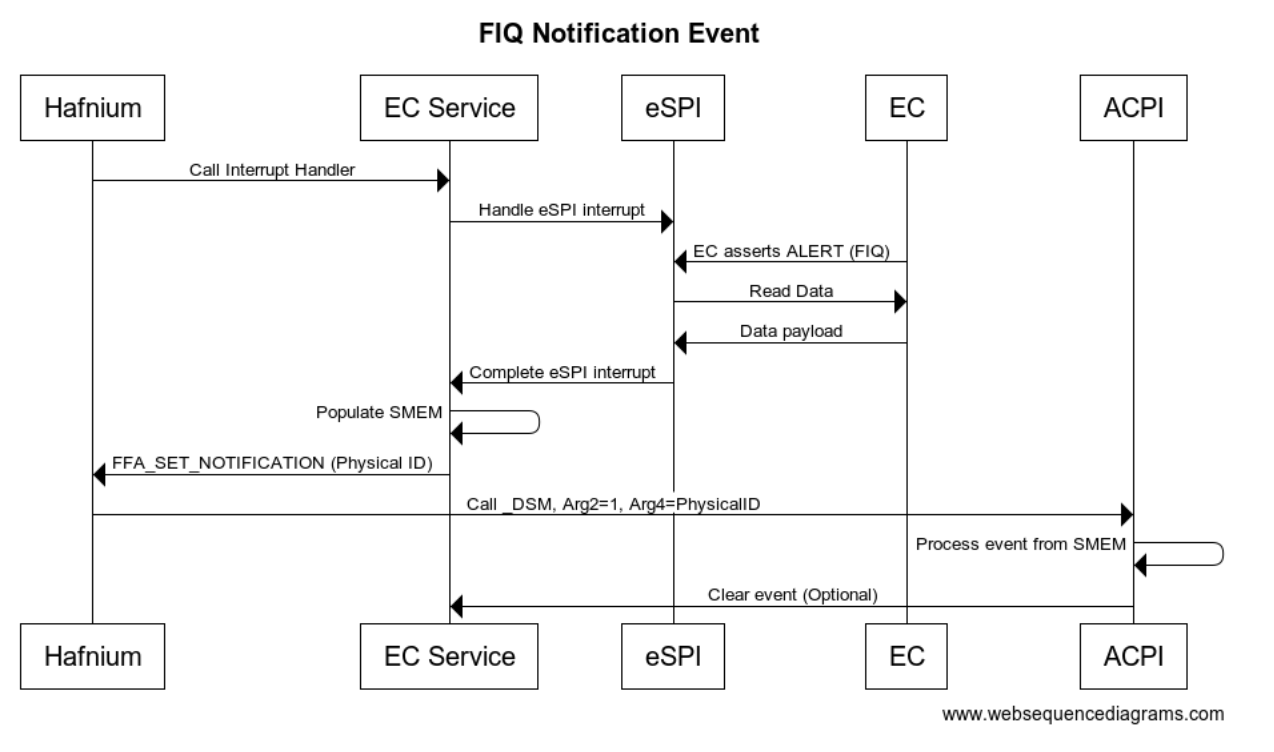 FIQ Notification Event
Hafnium
EC Service
eSPI
EC
ACPI
Call Interrupt Handler
Handle eSPI interrupt
EC asserts ALERT (FIQ)
Read Data
Data payload
Complete eSPI interrupt
Populate SMEM
FFA_SET_NOTIFICATION (Physical ID)
Call _DSM, Arg2=1, Arg4=PhysicalID
Process event from SMEM
Clear event (Optional)
Hafnium
EC Service
eSPI
EC
ACPI
www.websequencediagrams.com